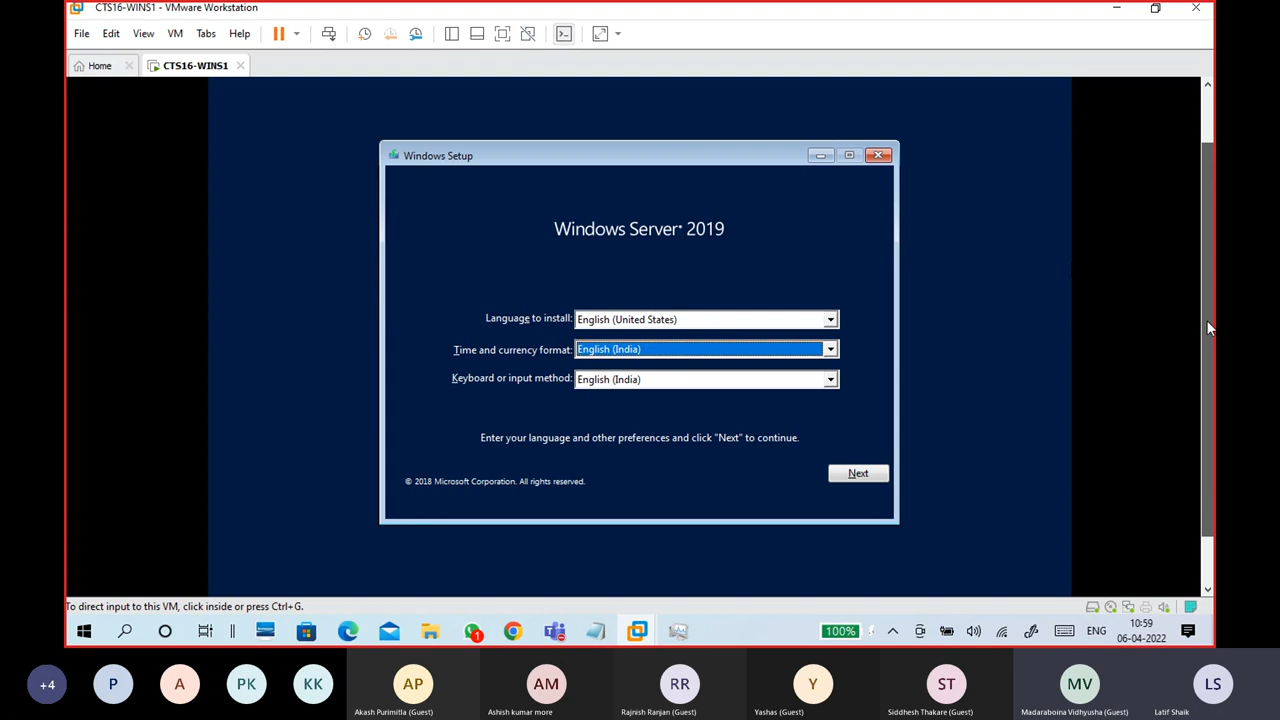 CTS16-WINS1 - VMware Workstation
File Edit View VM Tabs Help
Home CTS16-WINS1
Windows Setup
Windows Server® 2019
Language to install: English (United States)
Time and currency format: English (India)
Keyboard or input method: English (India)
Enter your language and other preferences and click "Next" to continue.
Next
© 2018 Microsoft Corporation. All rights reserved.
To direct input to this VM, click inside or press Ctrl+G.
1
100%
ENG
10:59
06-04-2022
+4 P A PK KK AP AM RR Y ST MV LS
Akash Purimitla (Guest) Ashish kumar more Rajnish Ranjan (Guest) Yashas (Guest) Siddhesh Thakare (Guest) Madaraboina Vidhyusha (Guest) Latif Shaik